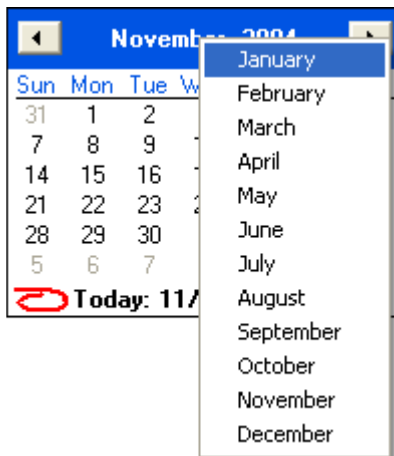 November 2004
January
Sun Mon Tue
February
31 1 2
March
7 8 9
April
14 15 16
May
21 22 23
June
28 29 30
July
5 6 7
August
Today: 11/
September
October
November
December